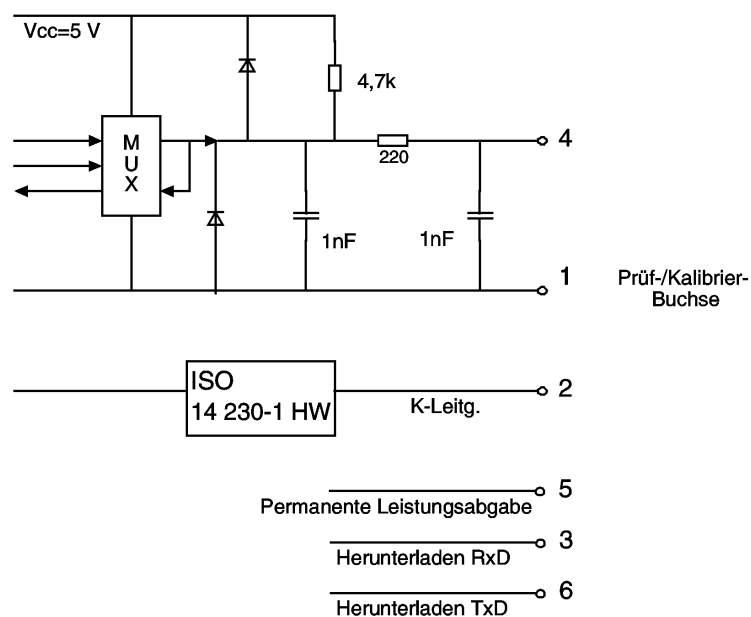 Vcc=5 V
4,7k
M
U
X
220
4
1nF
1nF
1
Prüf-/Kalibrier-
Buchse
ISO
14 230-1 HW
K-Leitg.
2
5
Permanente Leistungsabgabe
3
Herunterladen RxD
6
Herunterladen TxD